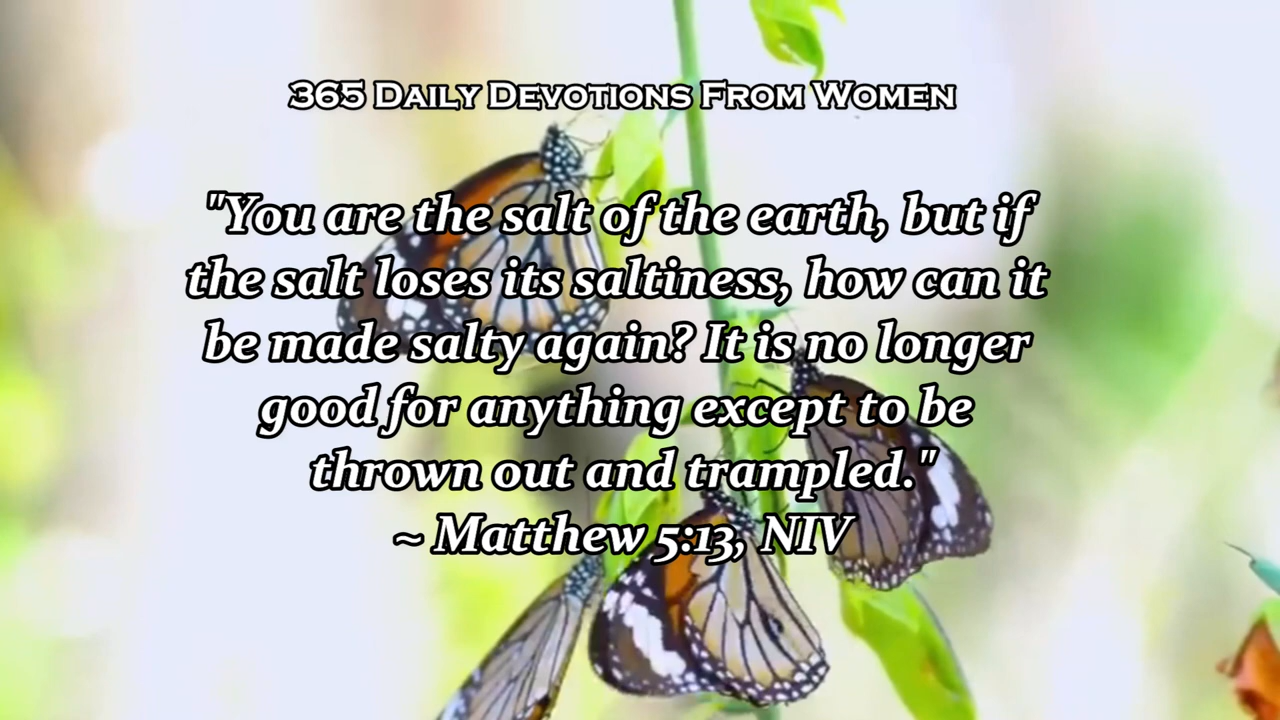 365 Daily Devotions From Women
"You are the salt of the earth, but if
the salt loses its saltiness, how can it
be made salty again? It is no longer
good for anything except to be
thrown out and trampled."
~ Matthew 5:13, NIV